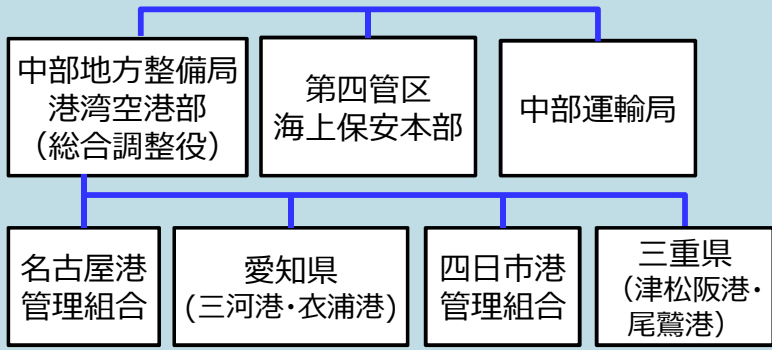 中部地方整備局
港湾空港部
（総合調整役）
第四管区
海上保安本部
中部運輸局
名古屋港
管理組合
愛知県
(三河港・衣浦港)
四日市港
管理組合
三重県
（津松阪港・
尾鷲港）